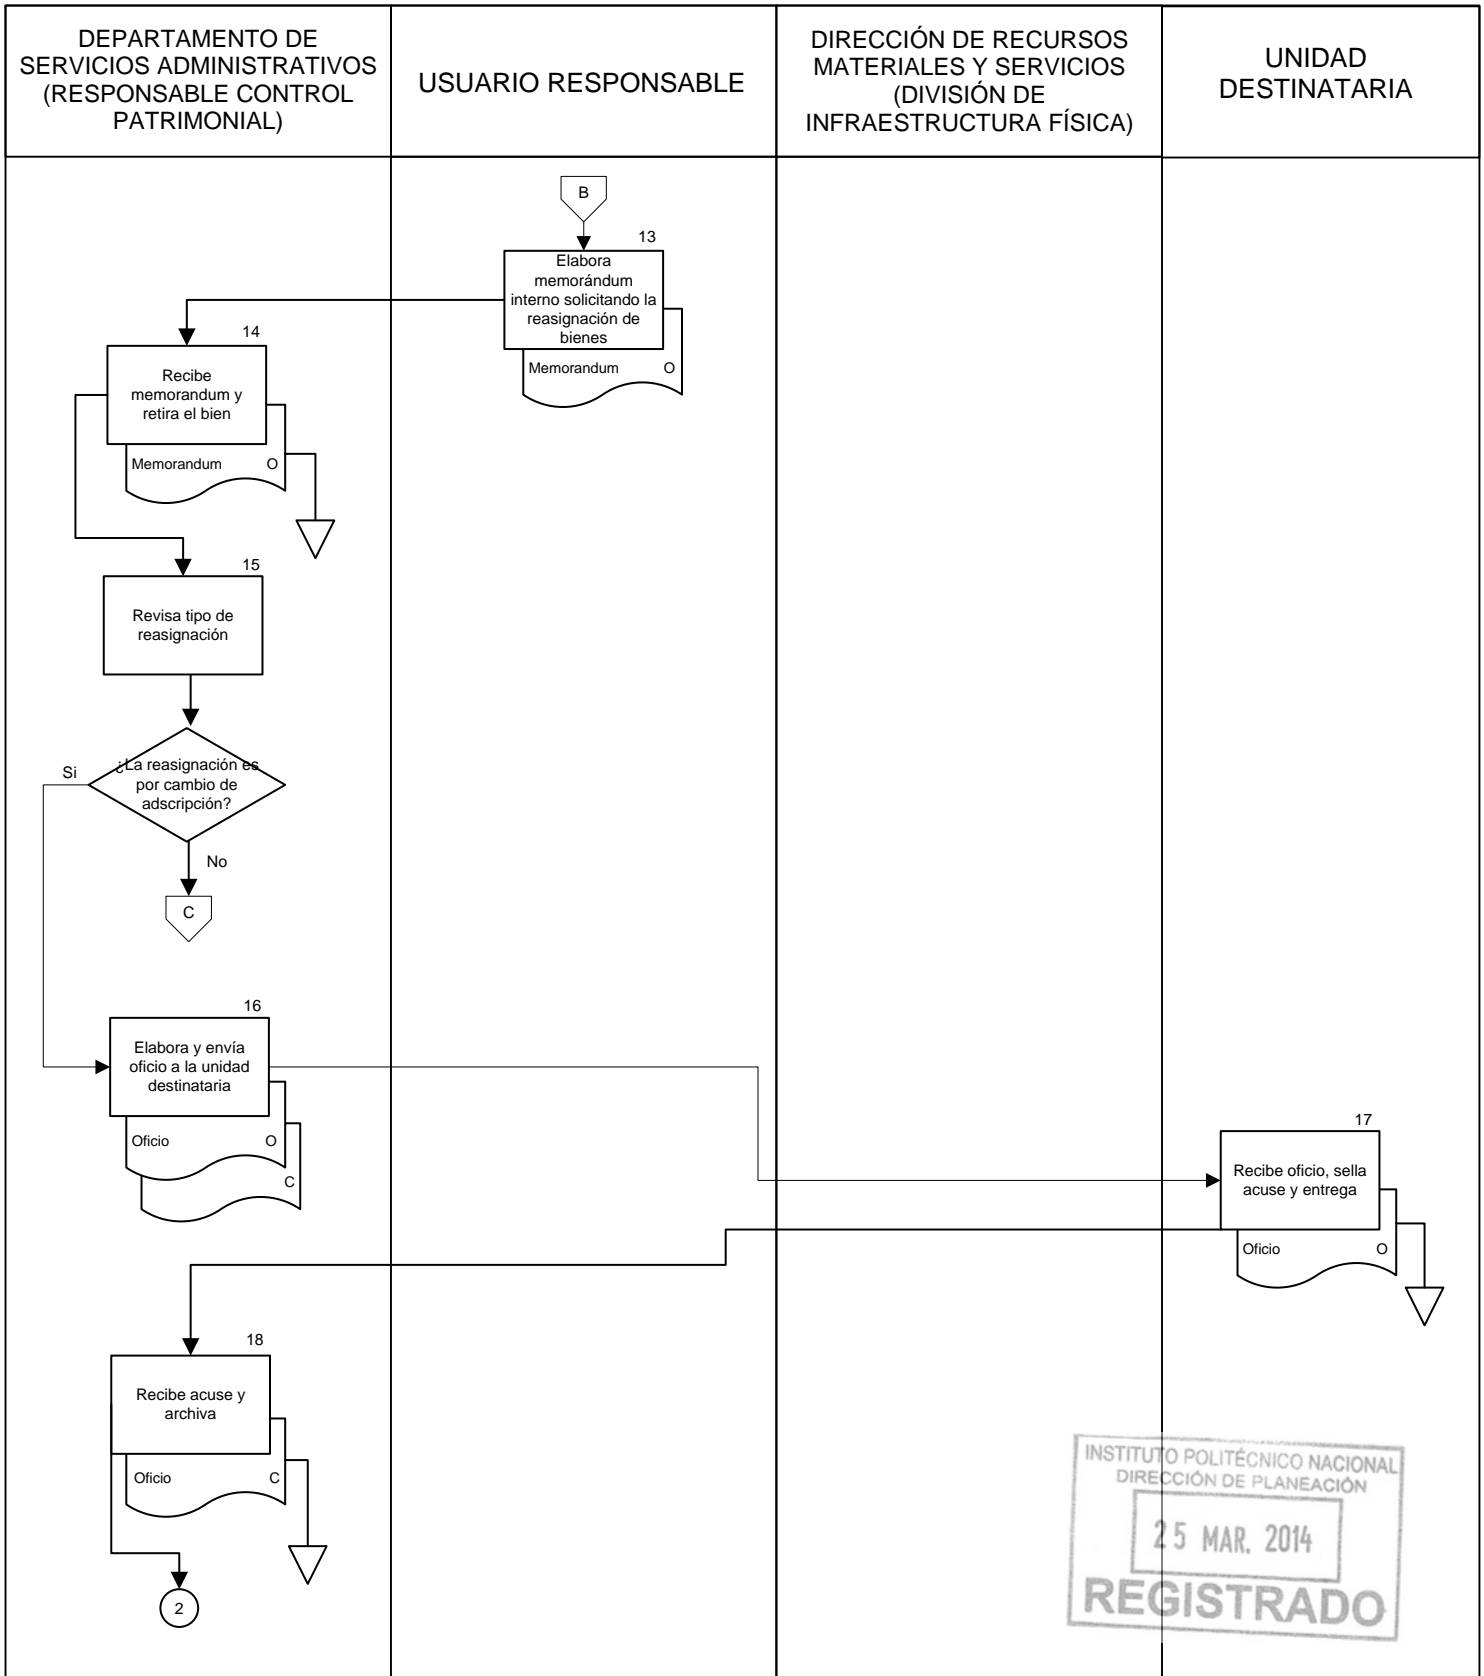 DEPARTAMENTO DE
SERVICIOS ADMINISTRATIVOS
(RESPONSABLE CONTROL
PATRIMONIAL)
USUARIO RESPONSABLE
DIRECCIÓN DE RECURSOS
MATERIALES Y SERVICIOS
(DIVISIÓN DE
INFRAESTRUCTURA FÍSICA)
UNIDAD
DESTINATARIA
B
13
Elabora
memorándum
interno solicitando la
reasignación de
bienes
Memorandum O
14
Recibe
memorandum y
retira el bien
Memorandum O
15
Revisa tipo de
reasignación
Si
¿La reasignación es
por cambio de
adscripción?
No
C
16
Elabora y envía
oficio a la unidad
destinataria
Oficio O
C
17
Recibe oficio, sella
acuse y entrega
Oficio O
18
Recibe acuse y
archiva
Oficio C
2
INSTITUTO POLITÉCNICO NACIONAL
DIRECCIÓN DE PLANEACIÓN
25 MAR. 2014
REGISTRADO